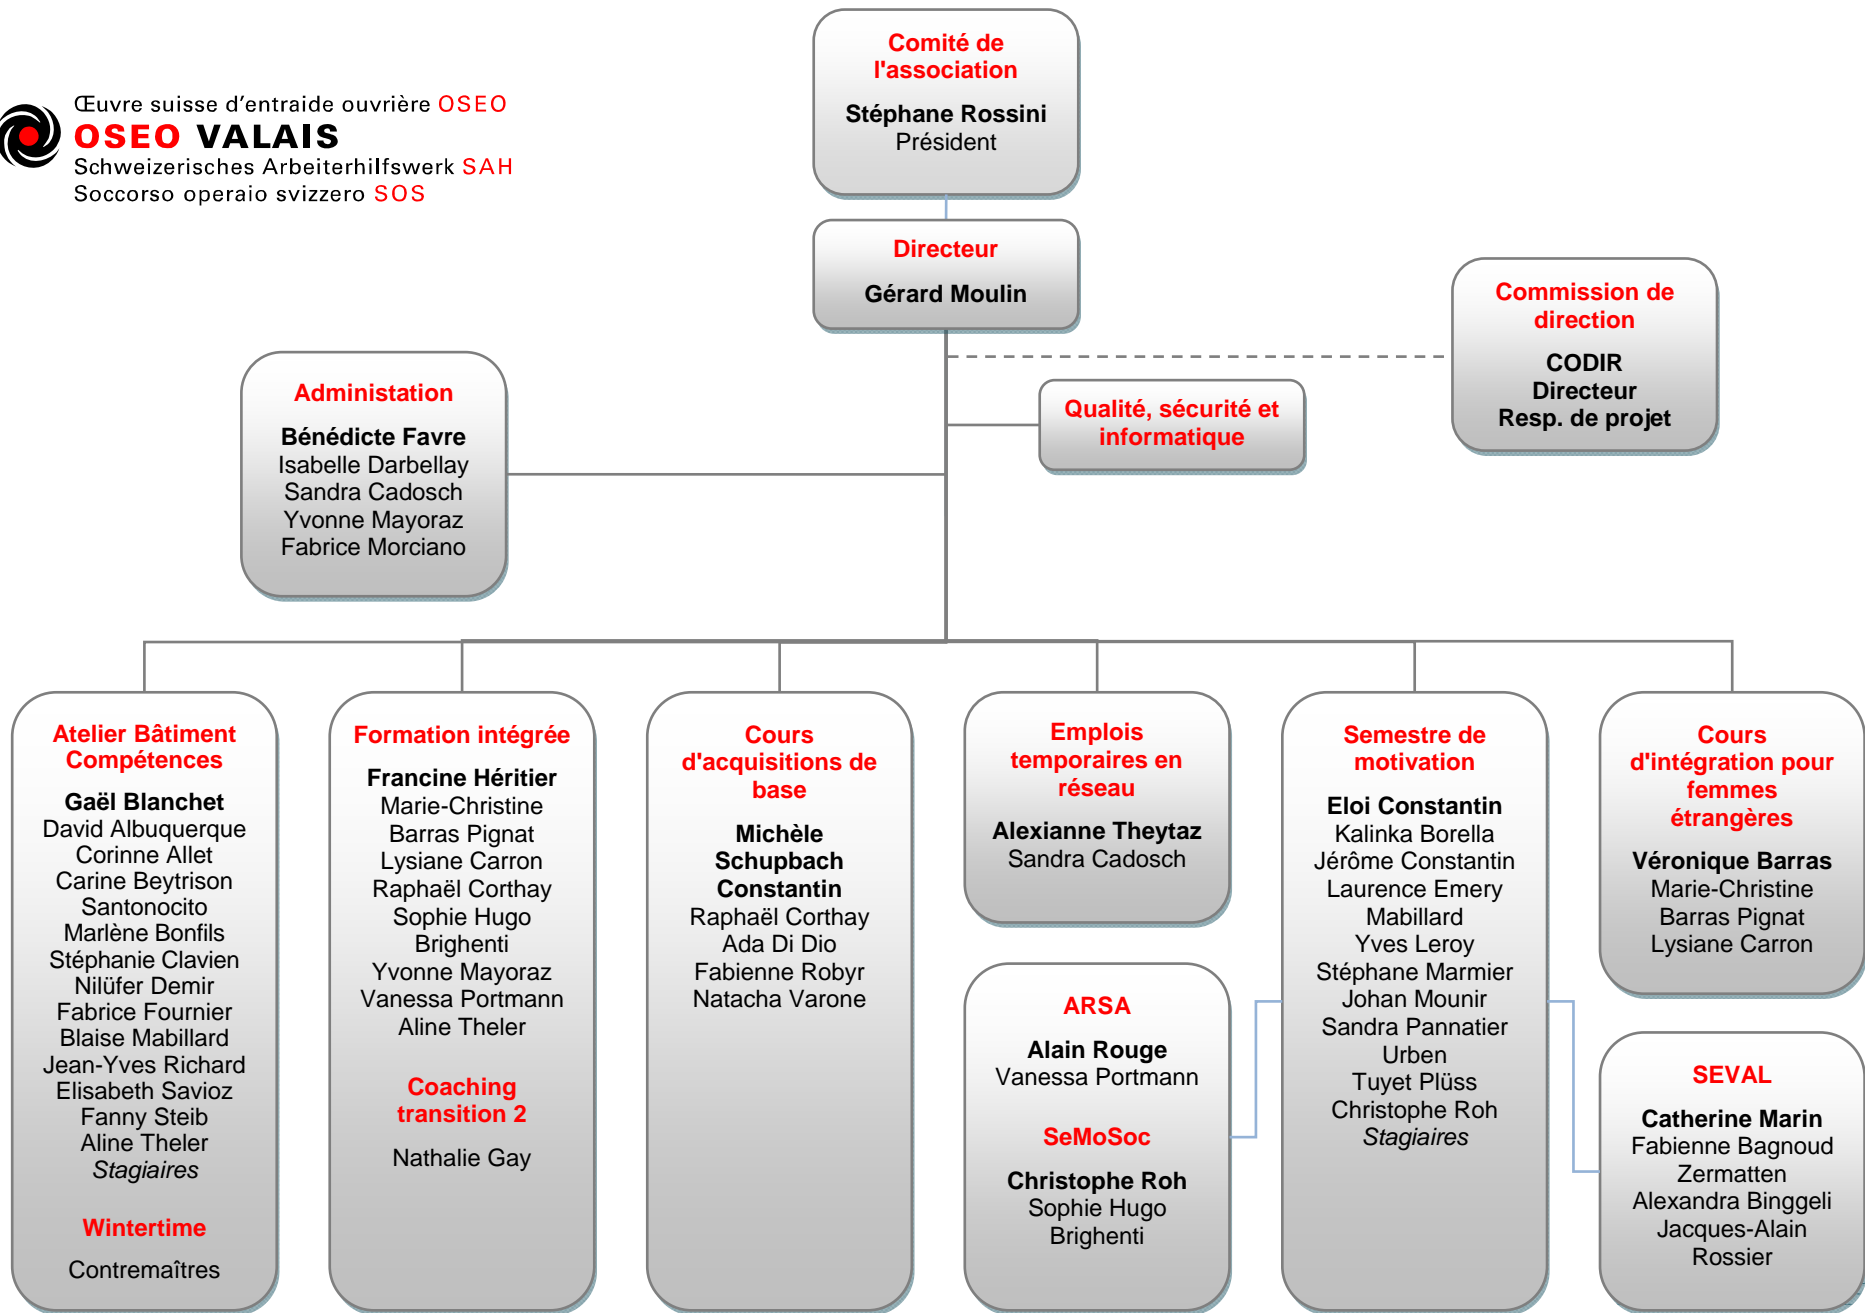 Œuvre suisse d'entraide ouvrière OSEO
OSEO VALAIS
Schweizerisches Arbeiterhilfswerk SAH
Soccorso operaio svizzero SOS
Comité de
l'association
Stéphane Rossini
Président
Directeur
Gérard Moulin
Commission de
direction
CODIR
Directeur
Resp. de projet
Qualité, sécurité et
informatique
Administation
Bénédicte Favre
Isabelle Darbellay
Sandra Cadosch
Yvonne Mayoraz
Fabrice Morciano
Atelier Bâtiment
Compétences
Gaël Blanchet
David Albuquerque
Corinne Allet
Carine Beytrison
Santonocito
Marlène Bonfils
Stéphanie Clavien
Nilüfer Demir
Fabrice Fournier
Blaise Mabillard
Jean-Yves Richard
Elisabeth Savioz
Fanny Steib
Aline Theler
Stagiaires
Wintertime
Contremaîtres
Formation intégrée
Francine Héritier
Marie-Christine
Barras Pignat
Lysiane Carron
Raphaël Corthay
Sophie Hugo
Brighenti
Yvonne Mayoraz
Vanessa Portmann
Aline Theler
Coaching
transition 2
Nathalie Gay
Cours
d'acquisitions de
base
Michèle
Schupbach
Constantin
Raphaël Corthay
Ada Di Dio
Fabienne Robyr
Natacha Varone
Emplois
temporaires en
réseau
Alexianne Theytaz
Sandra Cadosch
ARSA
Alain Rouge
Vanessa Portmann
SeMoSoc
Christophe Roh
Sophie Hugo
Brighenti
Semestre de
motivation
Eloi Constantin
Kalinka Borella
Jérôme Constantin
Laurence Emery
Mabillard
Yves Leroy
Stéphane Marmier
Johan Mounir
Sandra Pannatier
Urben
Tuyet Plüss
Christophe Roh
Stagiaires
Cours
d'intégration pour
femmes
étrangères
Véronique Barras
Marie-Christine
Barras Pignat
Lysiane Carron
SEVAL
Catherine Marin
Fabienne Bagnoud
Zermatten
Alexandra Binggeli
Jacques-Alain
Rossier